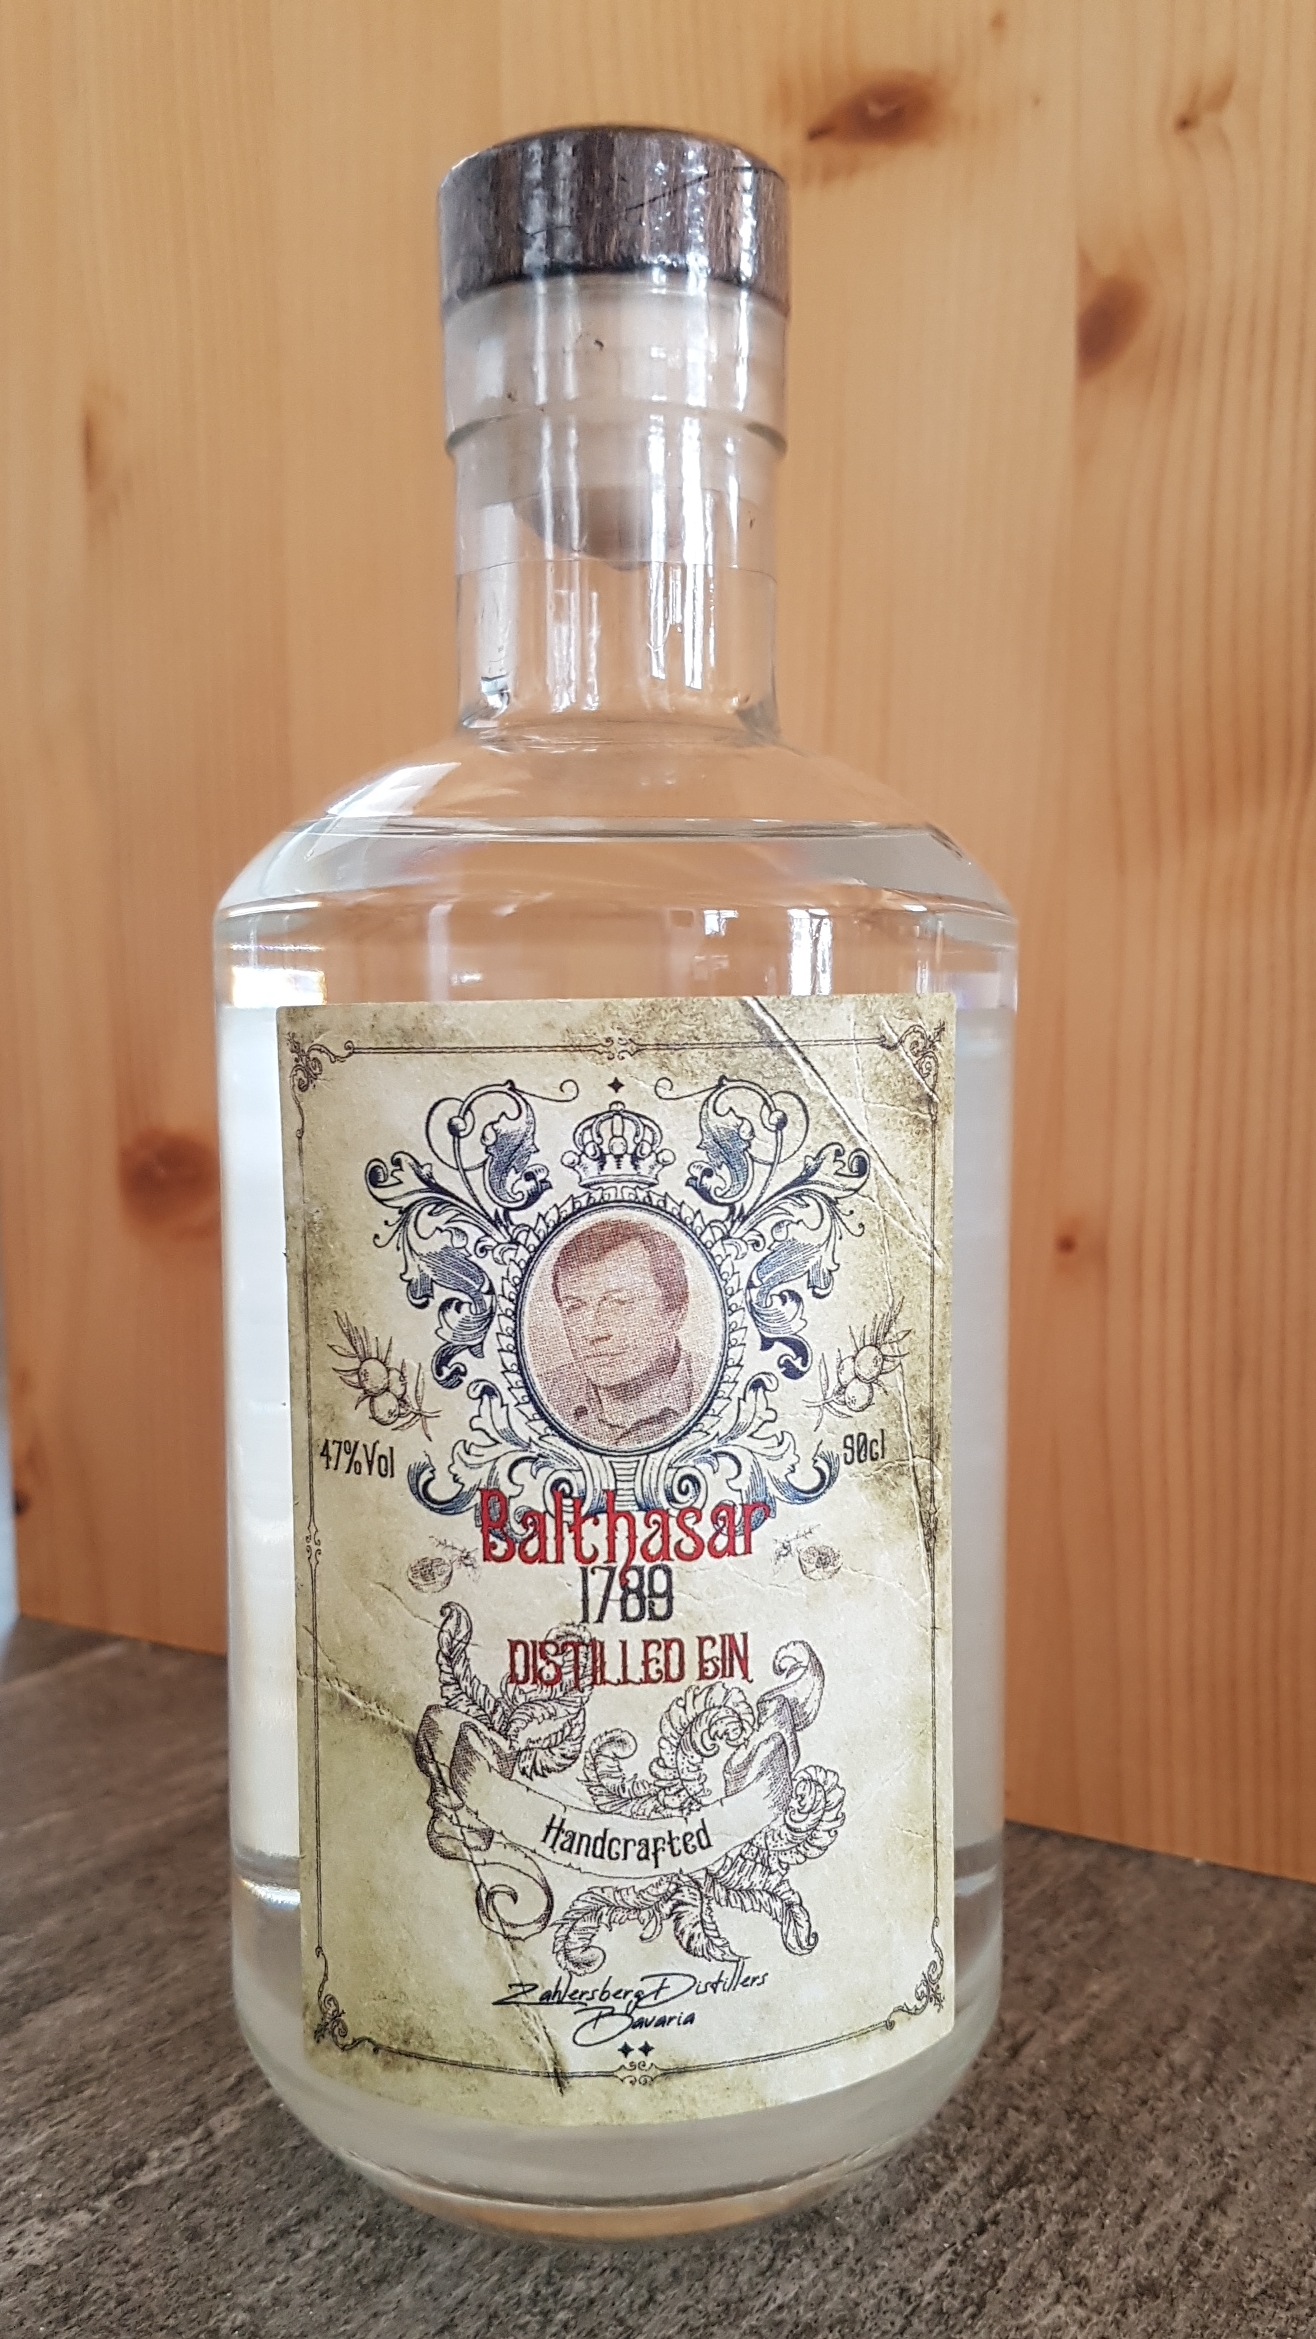 47%Vol
90cl
Balthasar
1789
DISTILLED GIN
Handcrafted
Zahlersberg Distillers
Bavaria